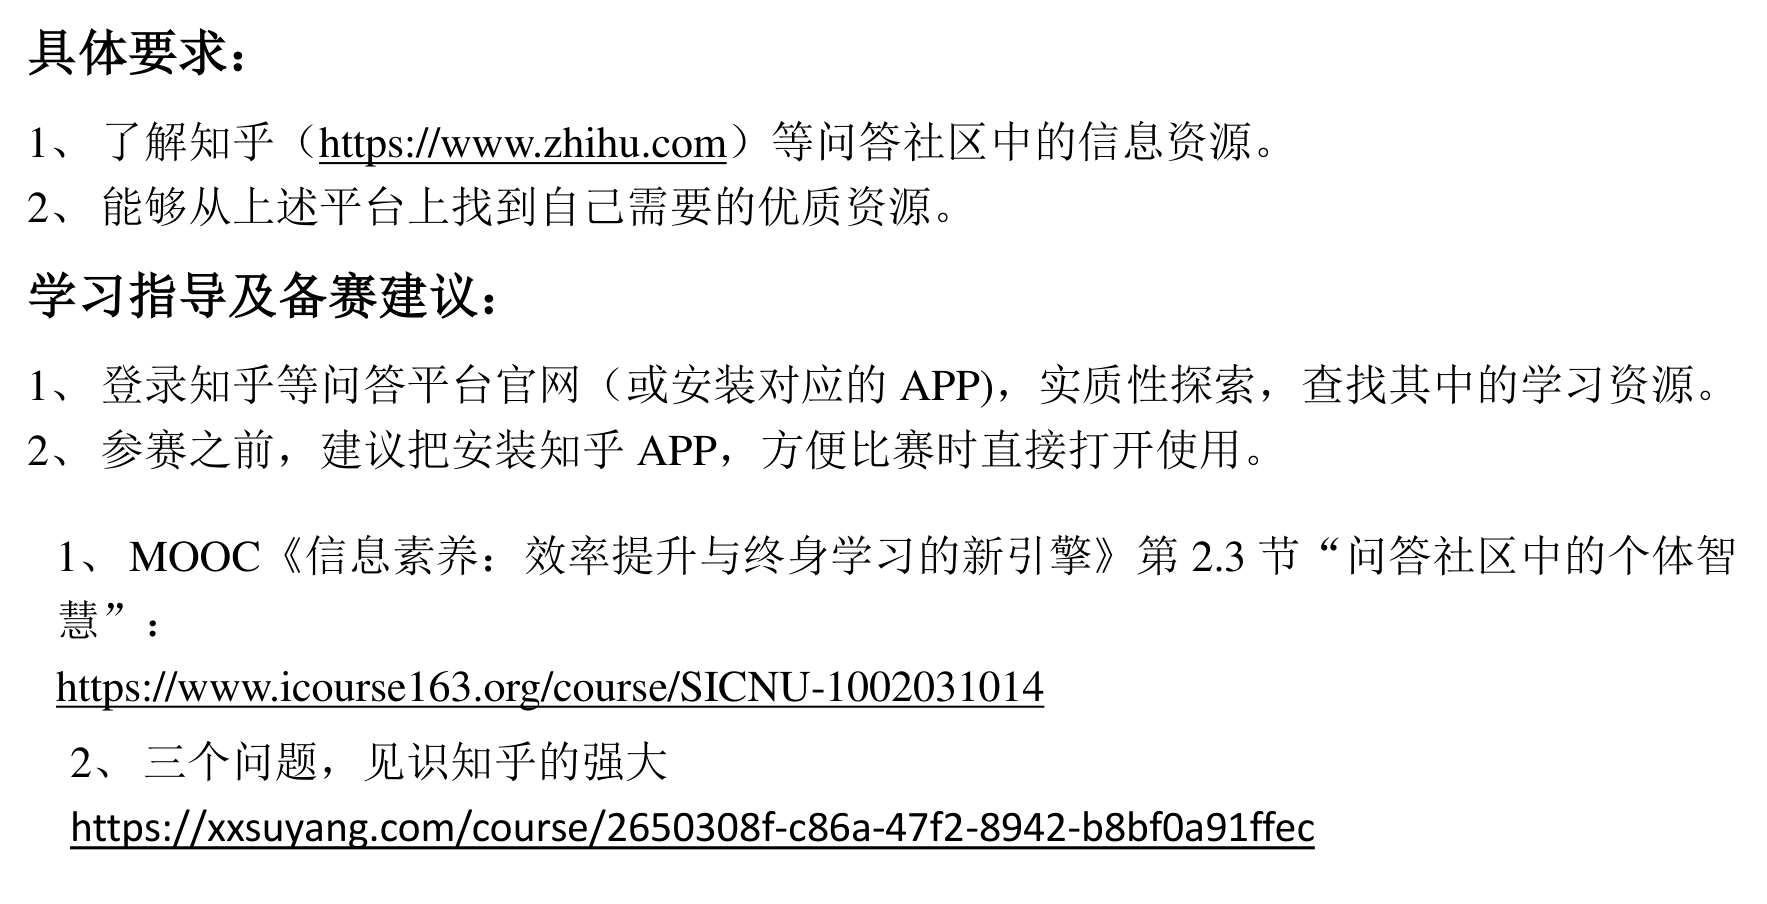 具体要求：
1、 了解知乎（https://www.zhihu.com）等问答社区中的信息资源。
2、 能够从上述平台上找到自己需要的优质资源。
学习指导及备赛建议：
1、 登录知乎等问答平台官网（或安装对应的 APP)，实质性探索，查找其中的学习资源。
2、 参赛之前，建议把安装知乎 APP，方便比赛时直接打开使用。
1、 MOOC《信息素养：效率提升与终身学习的新引擎》第 2.3 节“问答社区中的个体智
慧”：
https://www.icourse163.org/course/SICNU-1002031014
2、 三个问题，见识知乎的强大
https://xxsuyang.com/course/2650308f-c86a-47f2-8942-b8bf0a91ffec